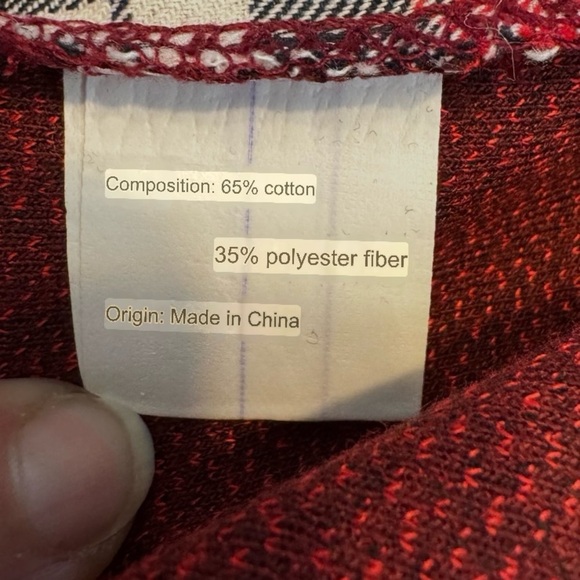 Composition: 65% cotton
35% polyester fiber
Origin: Made in China